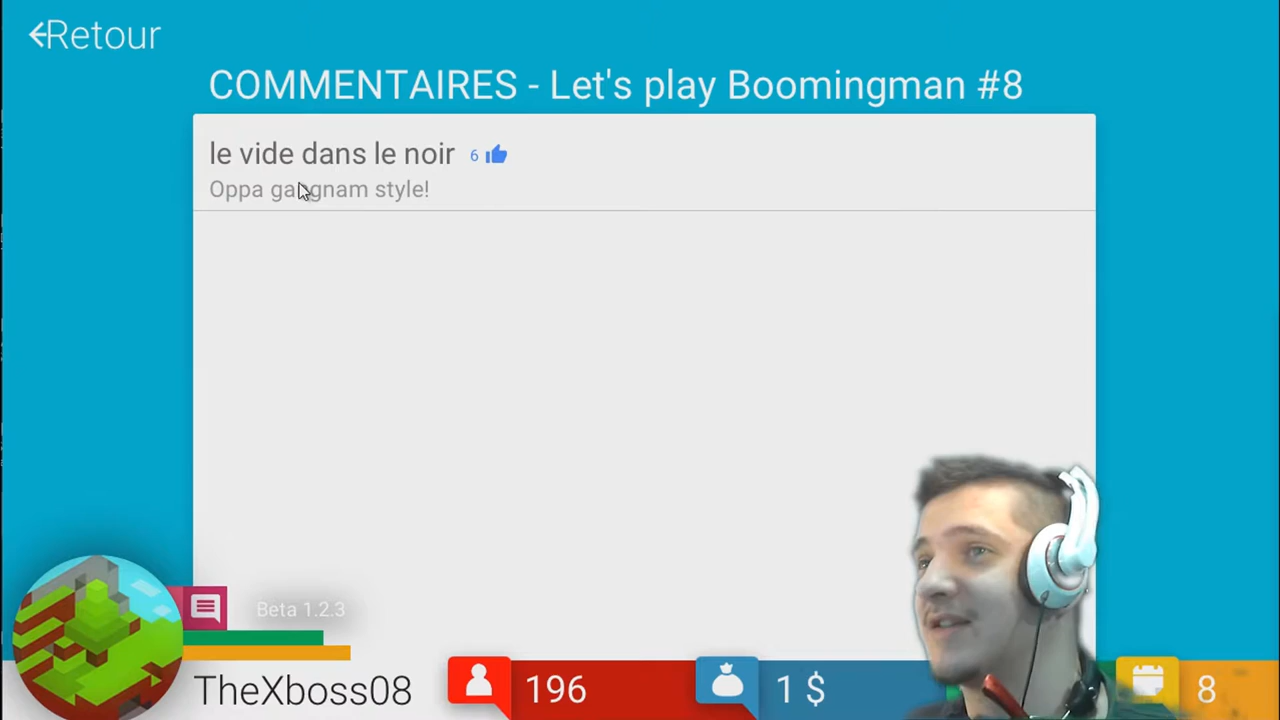 Retour
COMMENTAIRES - Let's play Boomingman #8
le vide dans le noir 6
Oppa gangnam style!
Beta 1.2.3
TheXboss08
196
1 $
8